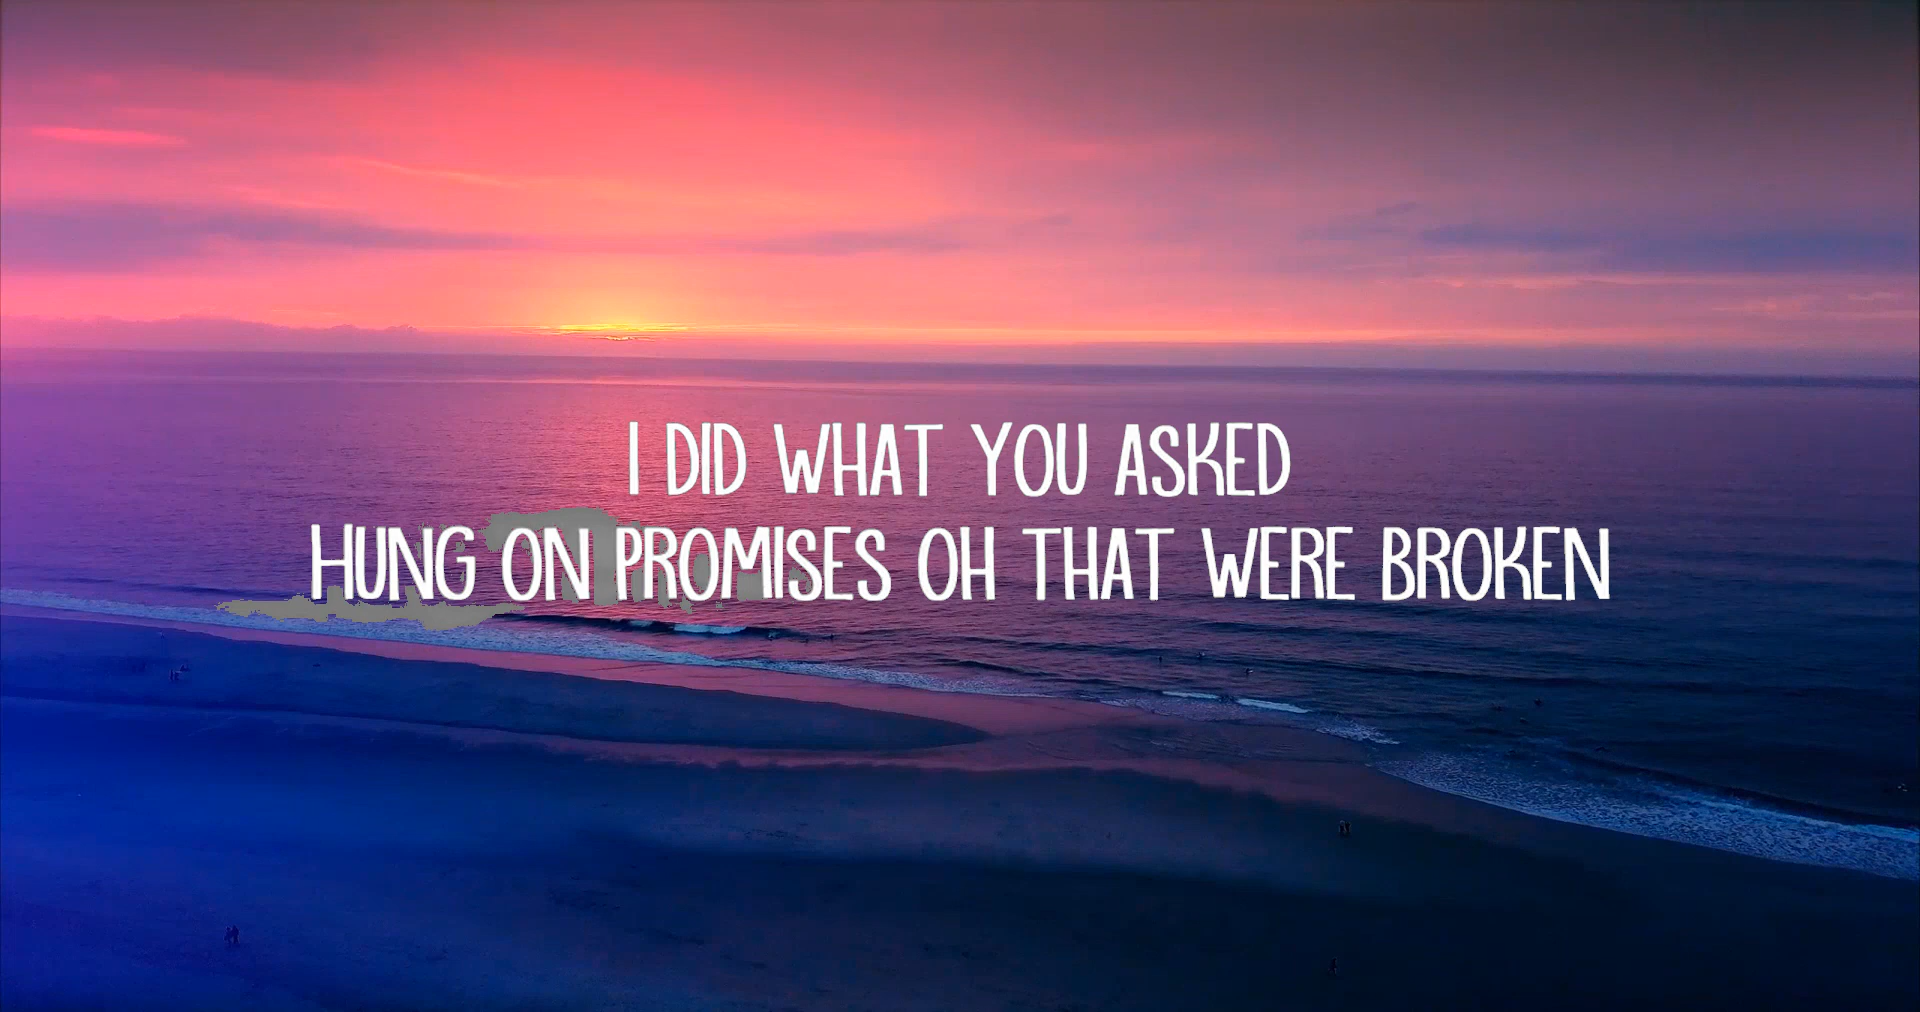 I DID WHAT YOU ASKED
HUNG ON PROMISES OH THAT WERE BROKEN